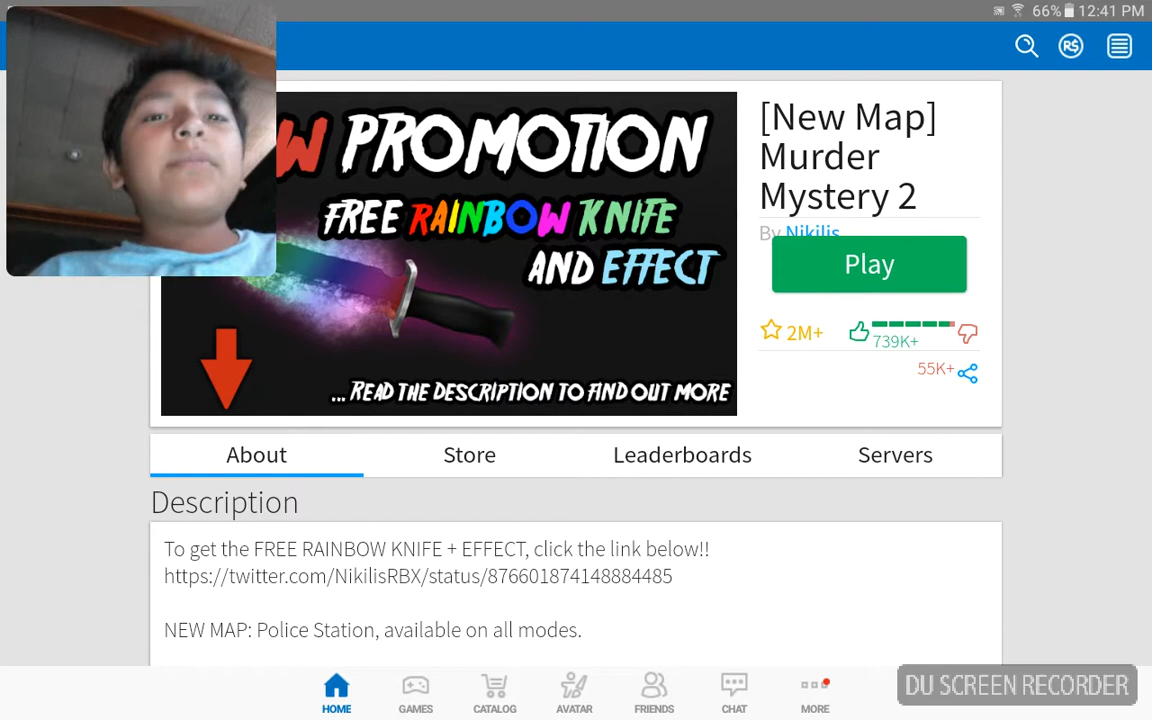 66% 12:41 PM
R$
W PROMOTION
FREE RAINBOW KNIFE
AND EFFECT
...READ THE DESCRIPTION TO FIND OUT MORE
[New Map]
Murder
Mystery 2
By Nikilis
Play
2M+
739K+
55K+
About Store Leaderboards Servers
Description
To get the FREE RAINBOW KNIFE + EFFECT, click the link below!!
https://twitter.com/NikilisRBX/status/876601874148884485
NEW MAP: Police Station, available on all modes.
HOME GAMES CATALOG AVATAR FRIENDS CHAT MORE
DU SCREEN RECORDER